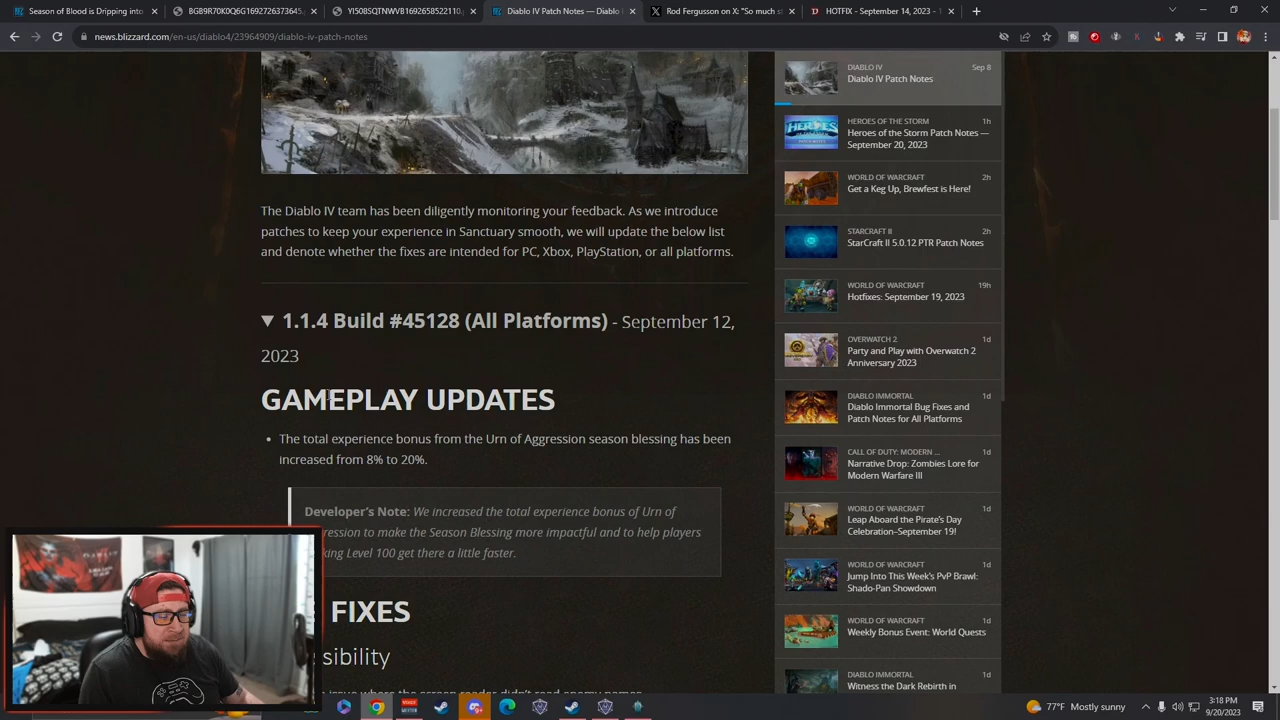 Season of Blood is Dripping into
BGB9R70K0Q6G1692726373645.
YI508SQTNWVB1692658522110.g
Diablo IV Patch Notes — Diablo
Rod Fergusson on X: "So much s
HOTFIX - September 14, 2023 - 1
news.blizzard.com/en-us/diablo4/23964909/diablo-iv-patch-notes
The Diablo IV team has been diligently monitoring your feedback. As we introduce
patches to keep your experience in Sanctuary smooth, we will update the below list
and denote whether the fixes are intended for PC, Xbox, PlayStation, or all platforms.
▼ 1.1.4 Build #45128 (All Platforms) - September 12,
2023
GAMEPLAY UPDATES
• The total experience bonus from the Urn of Aggression season blessing has been
increased from 8% to 20%.
Developer's Note: We increased the total experience bonus of Urn of
ression to make the Season Blessing more impactful and to help players
king Level 100 get there a little faster.
FIXES
sibility
issue where the screen reader didn't read enemy names
DIABLO IV
Sep 8
Diablo IV Patch Notes
HEROES OF THE STORM
1h
Heroes of the Storm Patch Notes —
September 20, 2023
WORLD OF WARCRAFT
2h
Get a Keg Up, Brewfest is Here!
STARCRAFT II
2h
StarCraft II 5.0.12 PTR Patch Notes
WORLD OF WARCRAFT
19h
Hotfixes: September 19, 2023
OVERWATCH 2
1d
Party and Play with Overwatch 2
Anniversary 2023
DIABLO IMMORTAL
1d
Diablo Immortal Bug Fixes and
Patch Notes for All Platforms
CALL OF DUTY: MODERN ...
1d
Narrative Drop: Zombies Lore for
Modern Warfare III
WORLD OF WARCRAFT
1d
Leap Aboard the Pirate's Day
Celebration–September 19!
WORLD OF WARCRAFT
1d
Jump Into This Week's PvP Brawl:
Shado-Pan Showdown
WORLD OF WARCRAFT
1d
Weekly Bonus Event: World Quests
DIABLO IMMORTAL
1d
Witness the Dark Rebirth in
77°F Mostly sunny
3:18 PM
9/20/2023